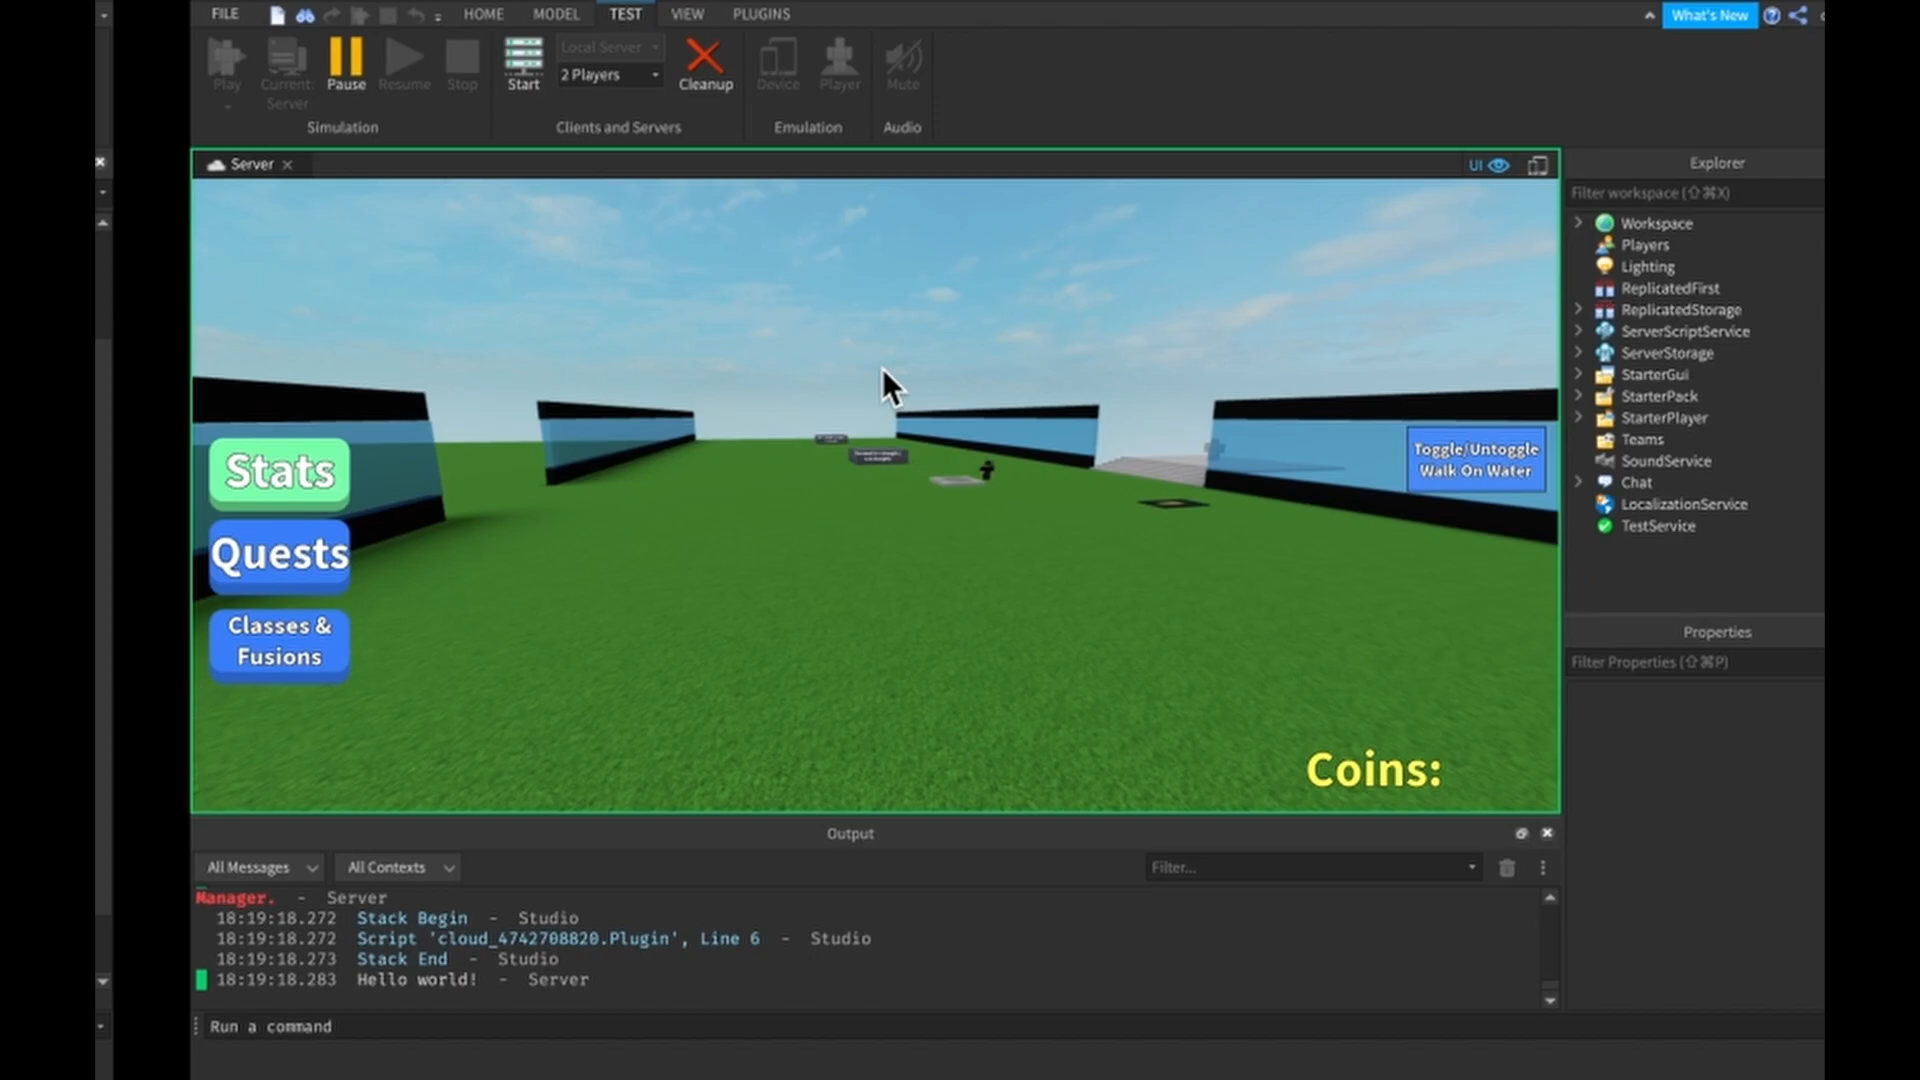 FILE HOME MODEL TEST VIEW PLUGINS What's New
Play Current: Server Pause Resume Stop Start Local Server 2 Players Cleanup Device Player Mute
Simulation Clients and Servers Emulation Audio
Server UI
Explorer
Filter workspace (⇧⌘X)
Workspace
Players
Lighting
ReplicatedFirst
ReplicatedStorage
ServerScriptService
ServerStorage
StarterGui
StarterPack
StarterPlayer
Teams
SoundService
Chat
LocalizationService
TestService
Stats
Quests
Classes &
Fusions
Toggle/Untoggle
Walk On Water
Coins:
Properties
Filter Properties (⇧⌘P)
Output
All Messages All Contexts Filter...
Manager. - Server
18:19:18.272 Stack Begin - Studio
18:19:18.272 Script 'cloud_4742708820.Plugin', Line 6 - Studio
18:19:18.273 Stack End - Studio
18:19:18.283 Hello world! - Server
Run a command